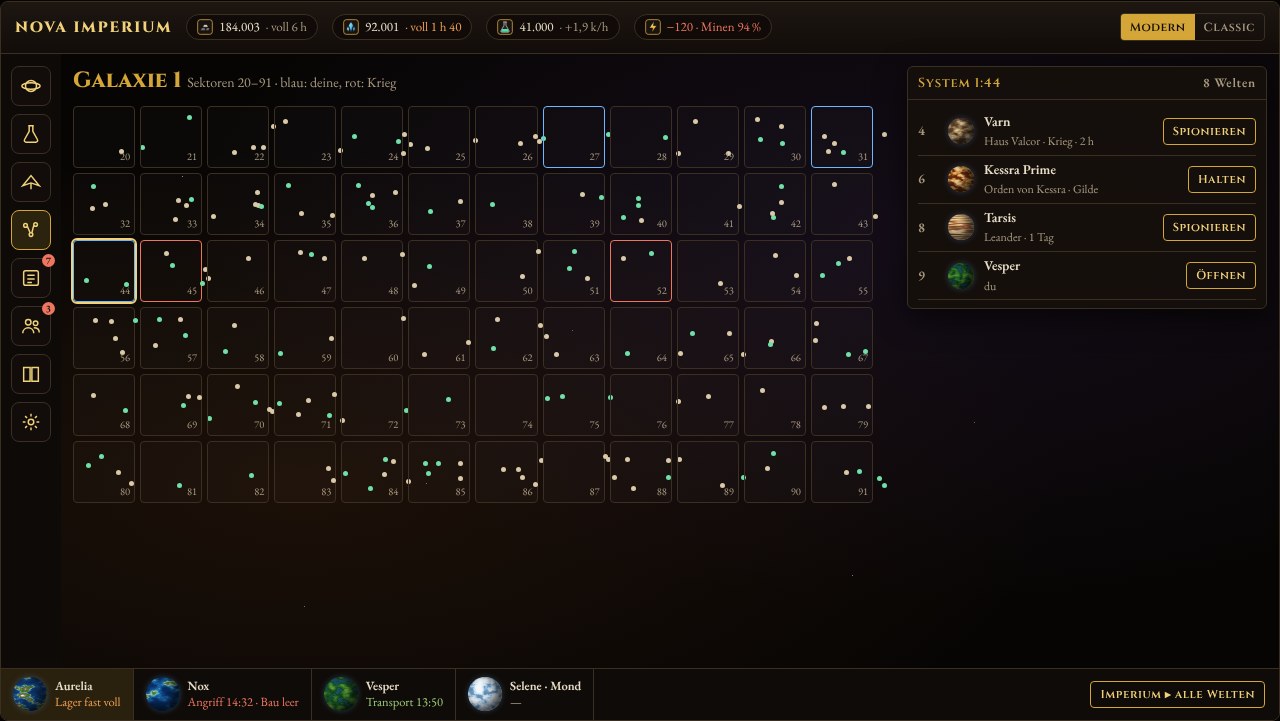 NOVA IMPERIUM
184,003 · voll 6 h
92,001 · voll 1 h 40
41,000 · +1,9 k/h
−120 · Minen 94 %
MODERN CLASSIC
GALAXIE 1 Sektoren 20–91 · blau: deine, rot: Krieg
20 21 22 23 24 25 26 27 28 29 30 31
32 33 34 35 36 37 38 39 40 41 42 43
44 45 46 47 48 49 50 51 52 53 54 55
56 57 58 59 60 61 62 63 64 65 66 67
68 69 70 71 72 73 74 75 76 77 78 79
80 81 82 83 84 85 86 87 88 89 90 91
7
3
SYSTEM 1:44 8 Welten
4 Varn
Haus Valcor · Krieg · 2 h
SPIONIEREN
6 Kessra Prime
Orden von Kessra · Gilde
HALTEN
8 Tarsis
Leander · 1 Tag
SPIONIEREN
9 Vesper
du
ÖFFNEN
Aurelia
Lager fast voll
Nox
Angriff 14:32 · Bau leer
Vesper
Transport 13:50
Selene · Mond
—
IMPERIUM ▸ ALLE WELTEN